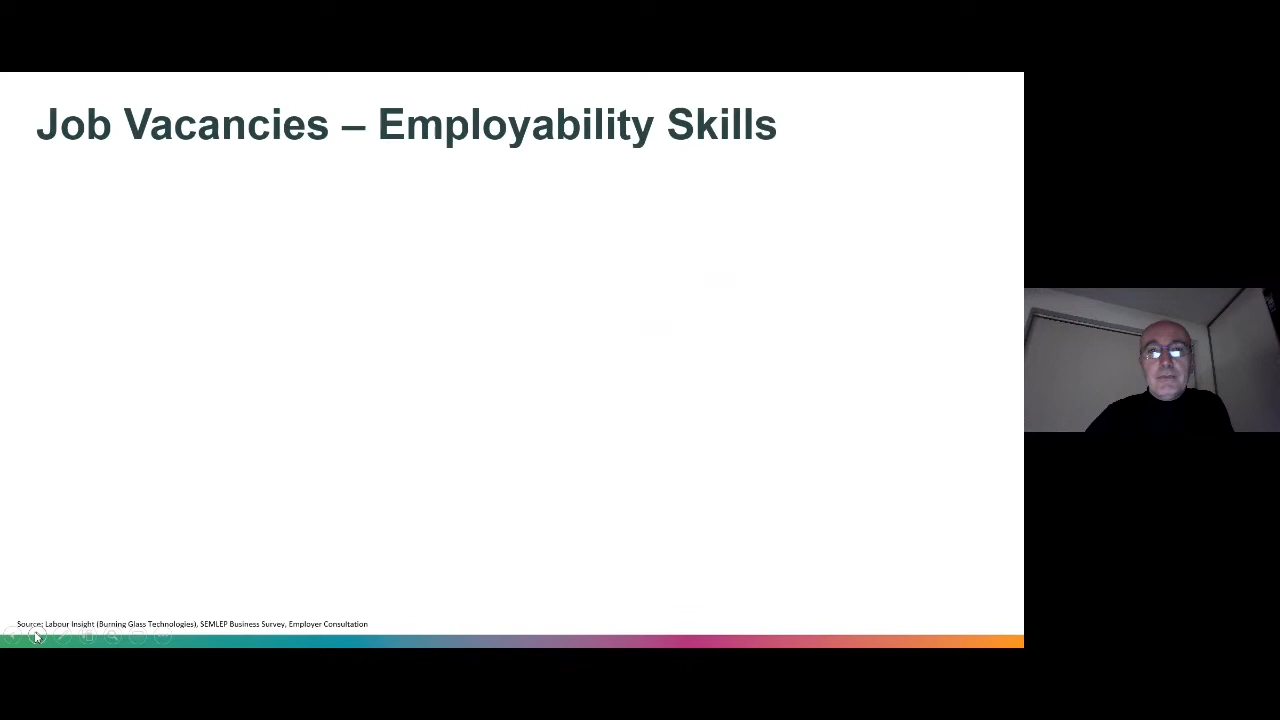 Job Vacancies – Employability Skills
Source: Labour Insight (Burning Glass Technologies), SEMLEP Business Survey, Employer Consultation